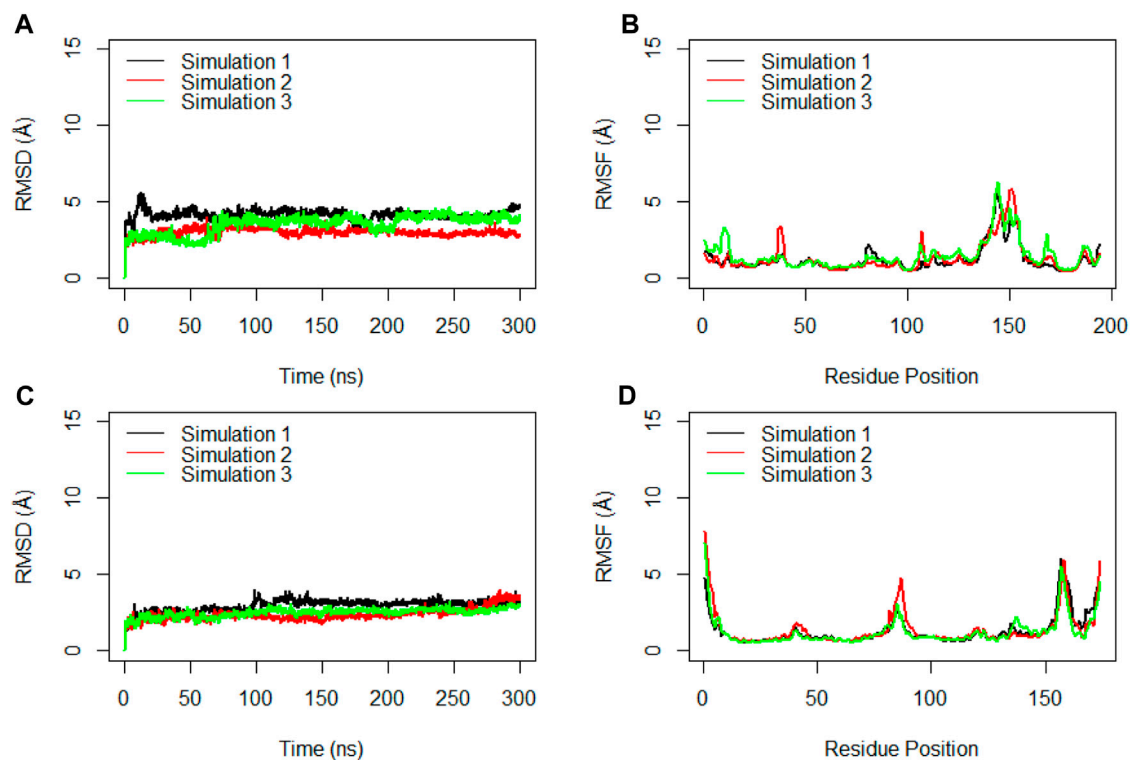 A
RMSD (Å)
15
10
5
0
Simulation 1
Simulation 2
Simulation 3
0 50 100 150 200 250 300
Time (ns)
B
RMSF (Å)
15
10
5
0
Simulation 1
Simulation 2
Simulation 3
0 50 100 150 200
Residue Position
C
RMSD (Å)
15
10
5
0
Simulation 1
Simulation 2
Simulation 3
0 50 100 150 200 250 300
Time (ns)
D
RMSF (Å)
15
10
5
0
Simulation 1
Simulation 2
Simulation 3
0 50 100 150
Residue Position